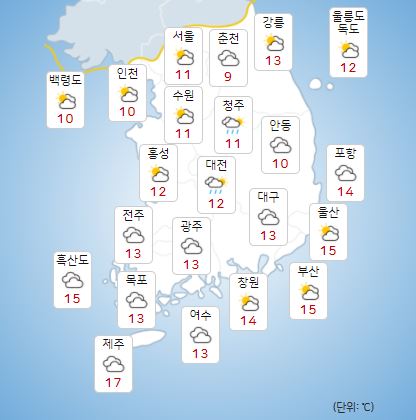 강릉
13
울릉도
독도
12
서울
11
춘천
9
백령도
10
인천
10
수원
11
청주
11
안동
10
홍성
12
대전
12
포항
14
전주
13
광주
13
대구
13
울산
15
흑산도
15
목포
13
창원
14
부산
15
여수
13
제주
17
(단위: ℃)